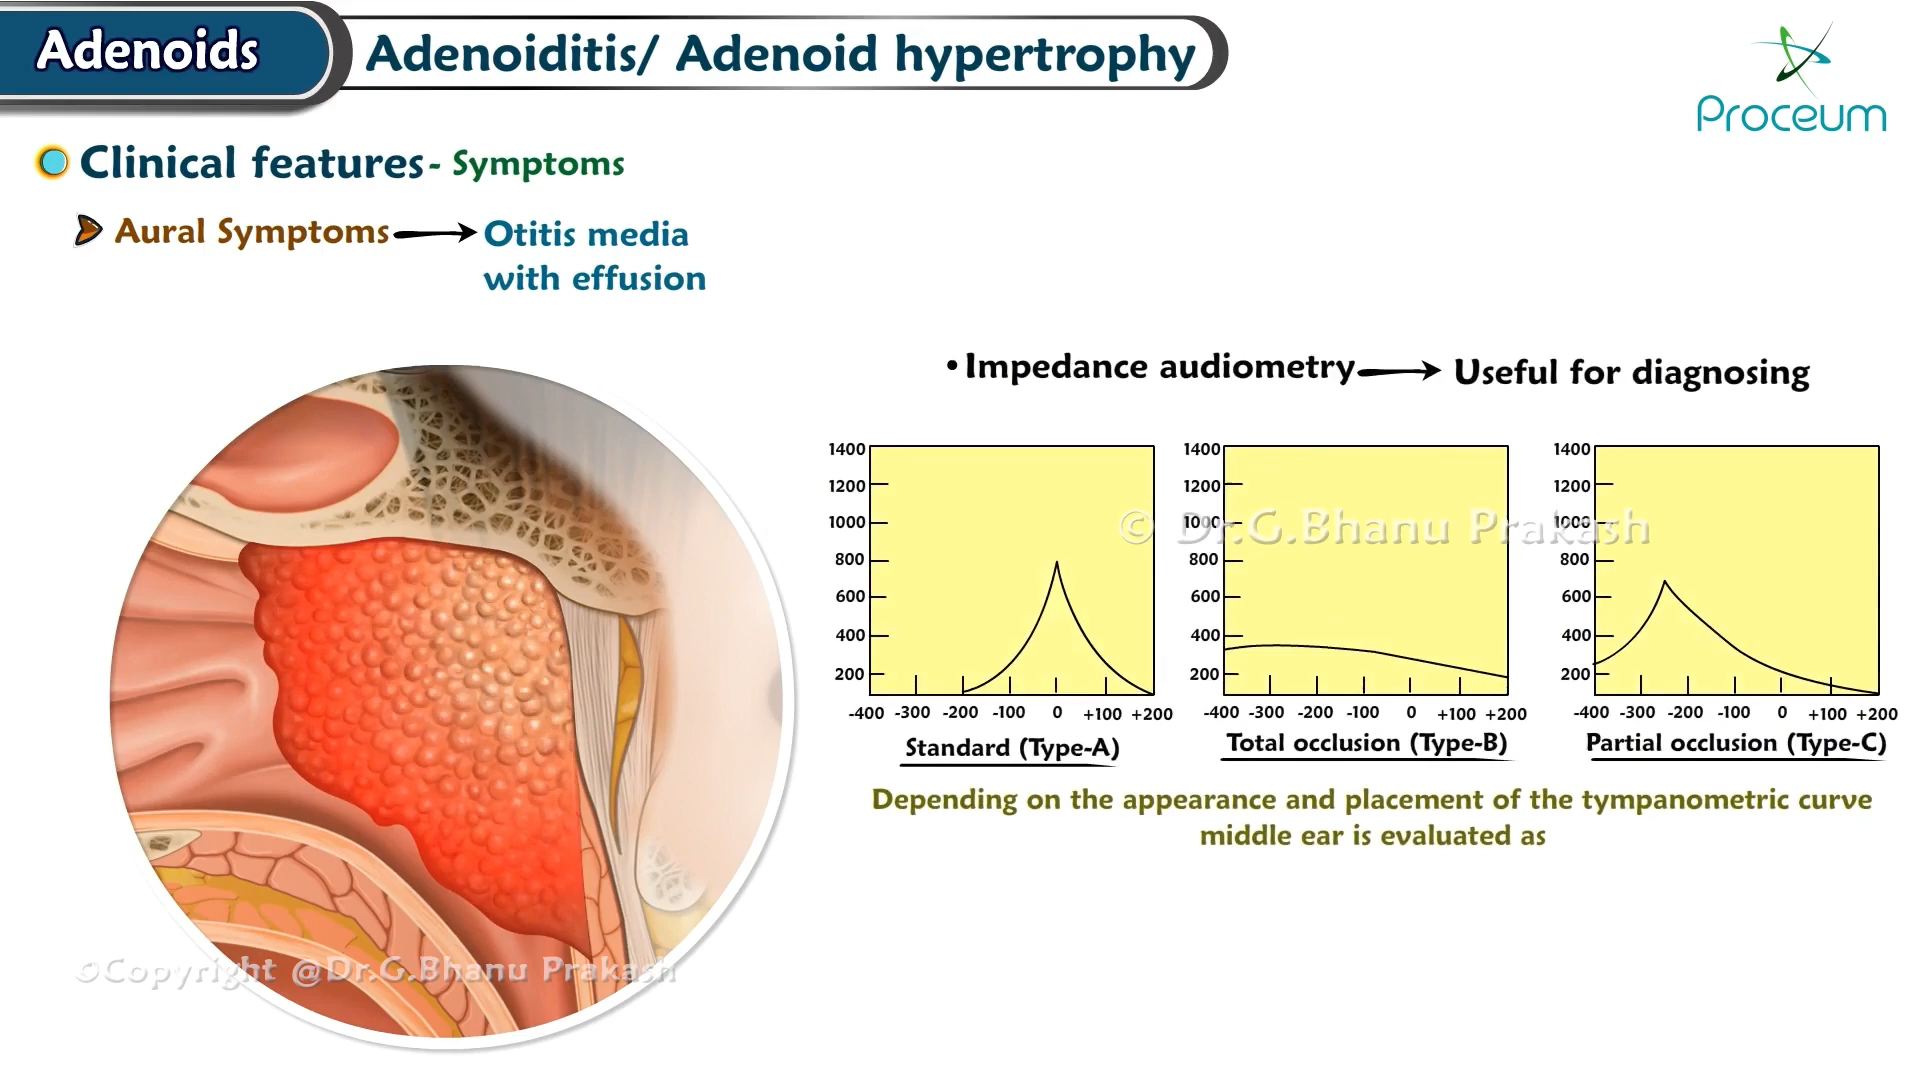 Adenoids
Adenoiditis/ Adenoid hypertrophy
Proceum
Clinical features - Symptoms
Aural Symptoms Otitis media
with effusion
• Impedance audiometry Useful for diagnosing
1400
1200
1000
800
600
400
200
-400 -300 -200 -100 0 +100 +200
Standard (Type-A)
1400
1200
1000
800
600
400
200
-400 -300 -200 -100 0 +100 +200
Total occlusion (Type-B)
1400
1200
1000
800
600
400
200
-400 -300 -200 -100 0 +100 +200
Partial occlusion (Type-C)
© Dr.G.Bhanu Prakash
Depending on the appearance and placement of the tympanometric curve
middle ear is evaluated as
©Copyright @Dr.G.Bhanu Prakash